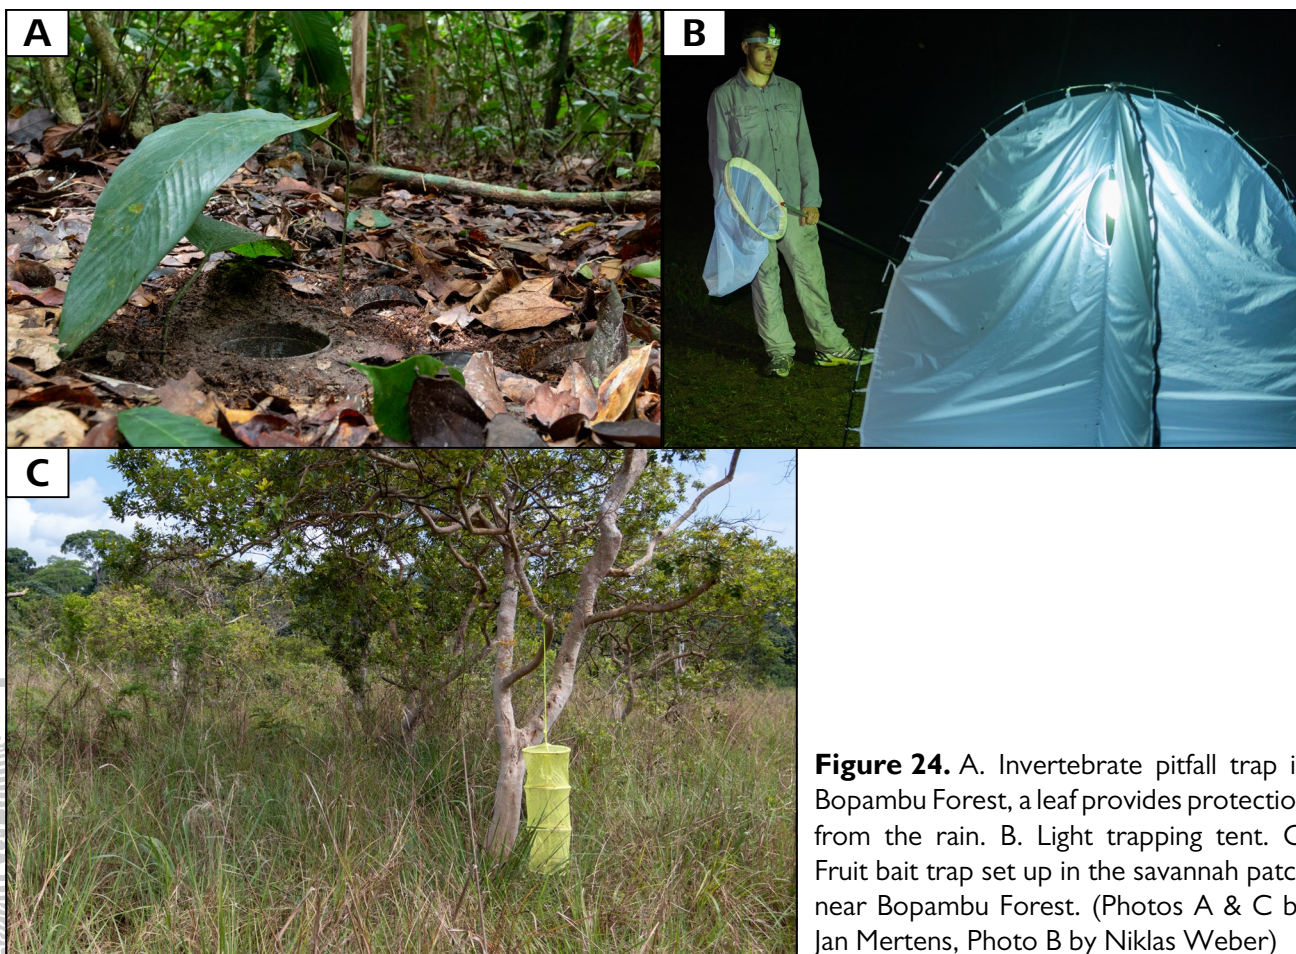 A
B
C
Figure 24. A. Invertebrate pitfall trap i
Bopambu Forest, a leaf provides protectio
from the rain. B. Light trapping tent. C
Fruit bait trap set up in the savannah patc
near Bopambu Forest. (Photos A & C b
Jan Mertens, Photo B by Niklas Weber)